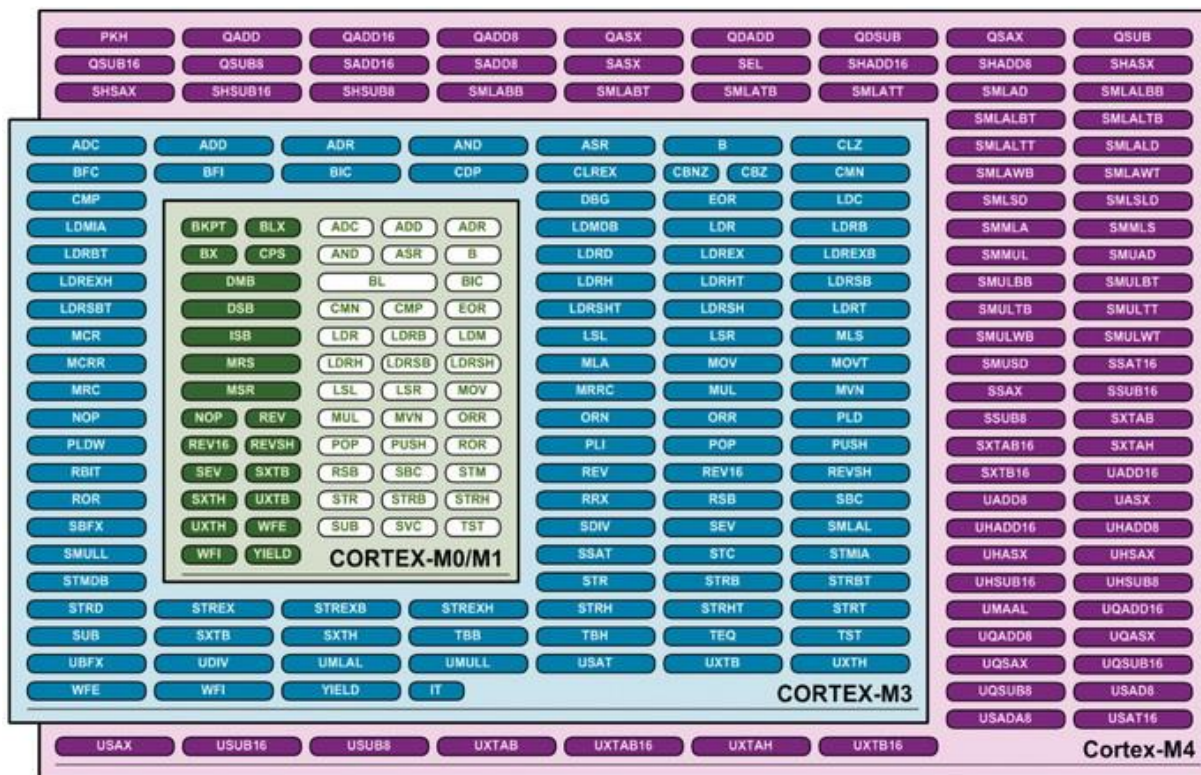 PKH QADD QADD16 QADD8 QASX QDADD QDSUB QSAX QSUB
QSUB16 QSUB8 SADD16 SADD8 SASX SEL SHADD16 SHADD8 SHASX
SHSAX SHSUB16 SHSUB8 SMLABB SMLABT SMLATB SMLATT SMLAD SMLALBB
SMLALBT SMLALTB
ADC ADD ADR AND ASR B CLZ SMLALTT SMLALD
BFC BFI BIC CDP CLREX CBNZ CBZ CMN SMLAWB SMLAWT
CMP DBG EOR LDC SMLSD SMLSLD
LDMIA BKPT BLX ADC ADD ADR LDMDB LDR LDRB SMMLA SMMLS
LDRBT BX CPS AND ASR B LDRD LDREX LDREXB SMMUL SMUAD
LDREXH DMB BL BIC LDRH LDRHT LDRSB SMULBB SMULBT
LDRSBT DSB CMN CMP EOR LDRSHT LDRSH LDRT SMULTB SMULTT
MCR ISB LDR LDRB LDM LSL LSR MLS SMULWB SMULWT
MCRR MRS LDRH LDRSB LDRSH MLA MOV MOVT SMUSD SSAT16
MRC MSR LSL LSR MOV MRRC MUL MVN SSAX SSUB16
NOP NOP REV MUL MVN ORR ORN ORR PLD SSUB8 SXTAB
PLDW REV16 REVSH POP PUSH ROR PLI POP PUSH SXTAB16 SXTAH
RBIT SEV SXTB RSB SBC STM REV REV16 REVSH SXTB16 UADD16
ROR SXTH UXTB STR STRB STRH RRX RSB SBC UADD8 UASX
SBFX UXTH WFE SUB SVC TST SDIV SEV SMLAL UHADD16 UHADD8
SMULL WFI YIELD CORTEX-M0/M1 SSAT STC STMIA UHASX UHSAX
STMDB STR STRB STRBT UHSUB16 UHSUB8
STRD STREX STREXB STREXH STRH STRHT STRT UMAAL UQADD16
SUB SXTB SXTH TBB TBH TEQ TST UQADD8 UQASX
UBFX UDIV UMLAL UMULL USAT UXTB UXTH UQSAX UQSUB16
WFE WFI YIELD IT CORTEX-M3 UQSUB8 USAD8
USADA8 USAT16
USAX USUB16 USUB8 UXTAB UXTAB16 UXTAH UXTB16 Cortex-M4